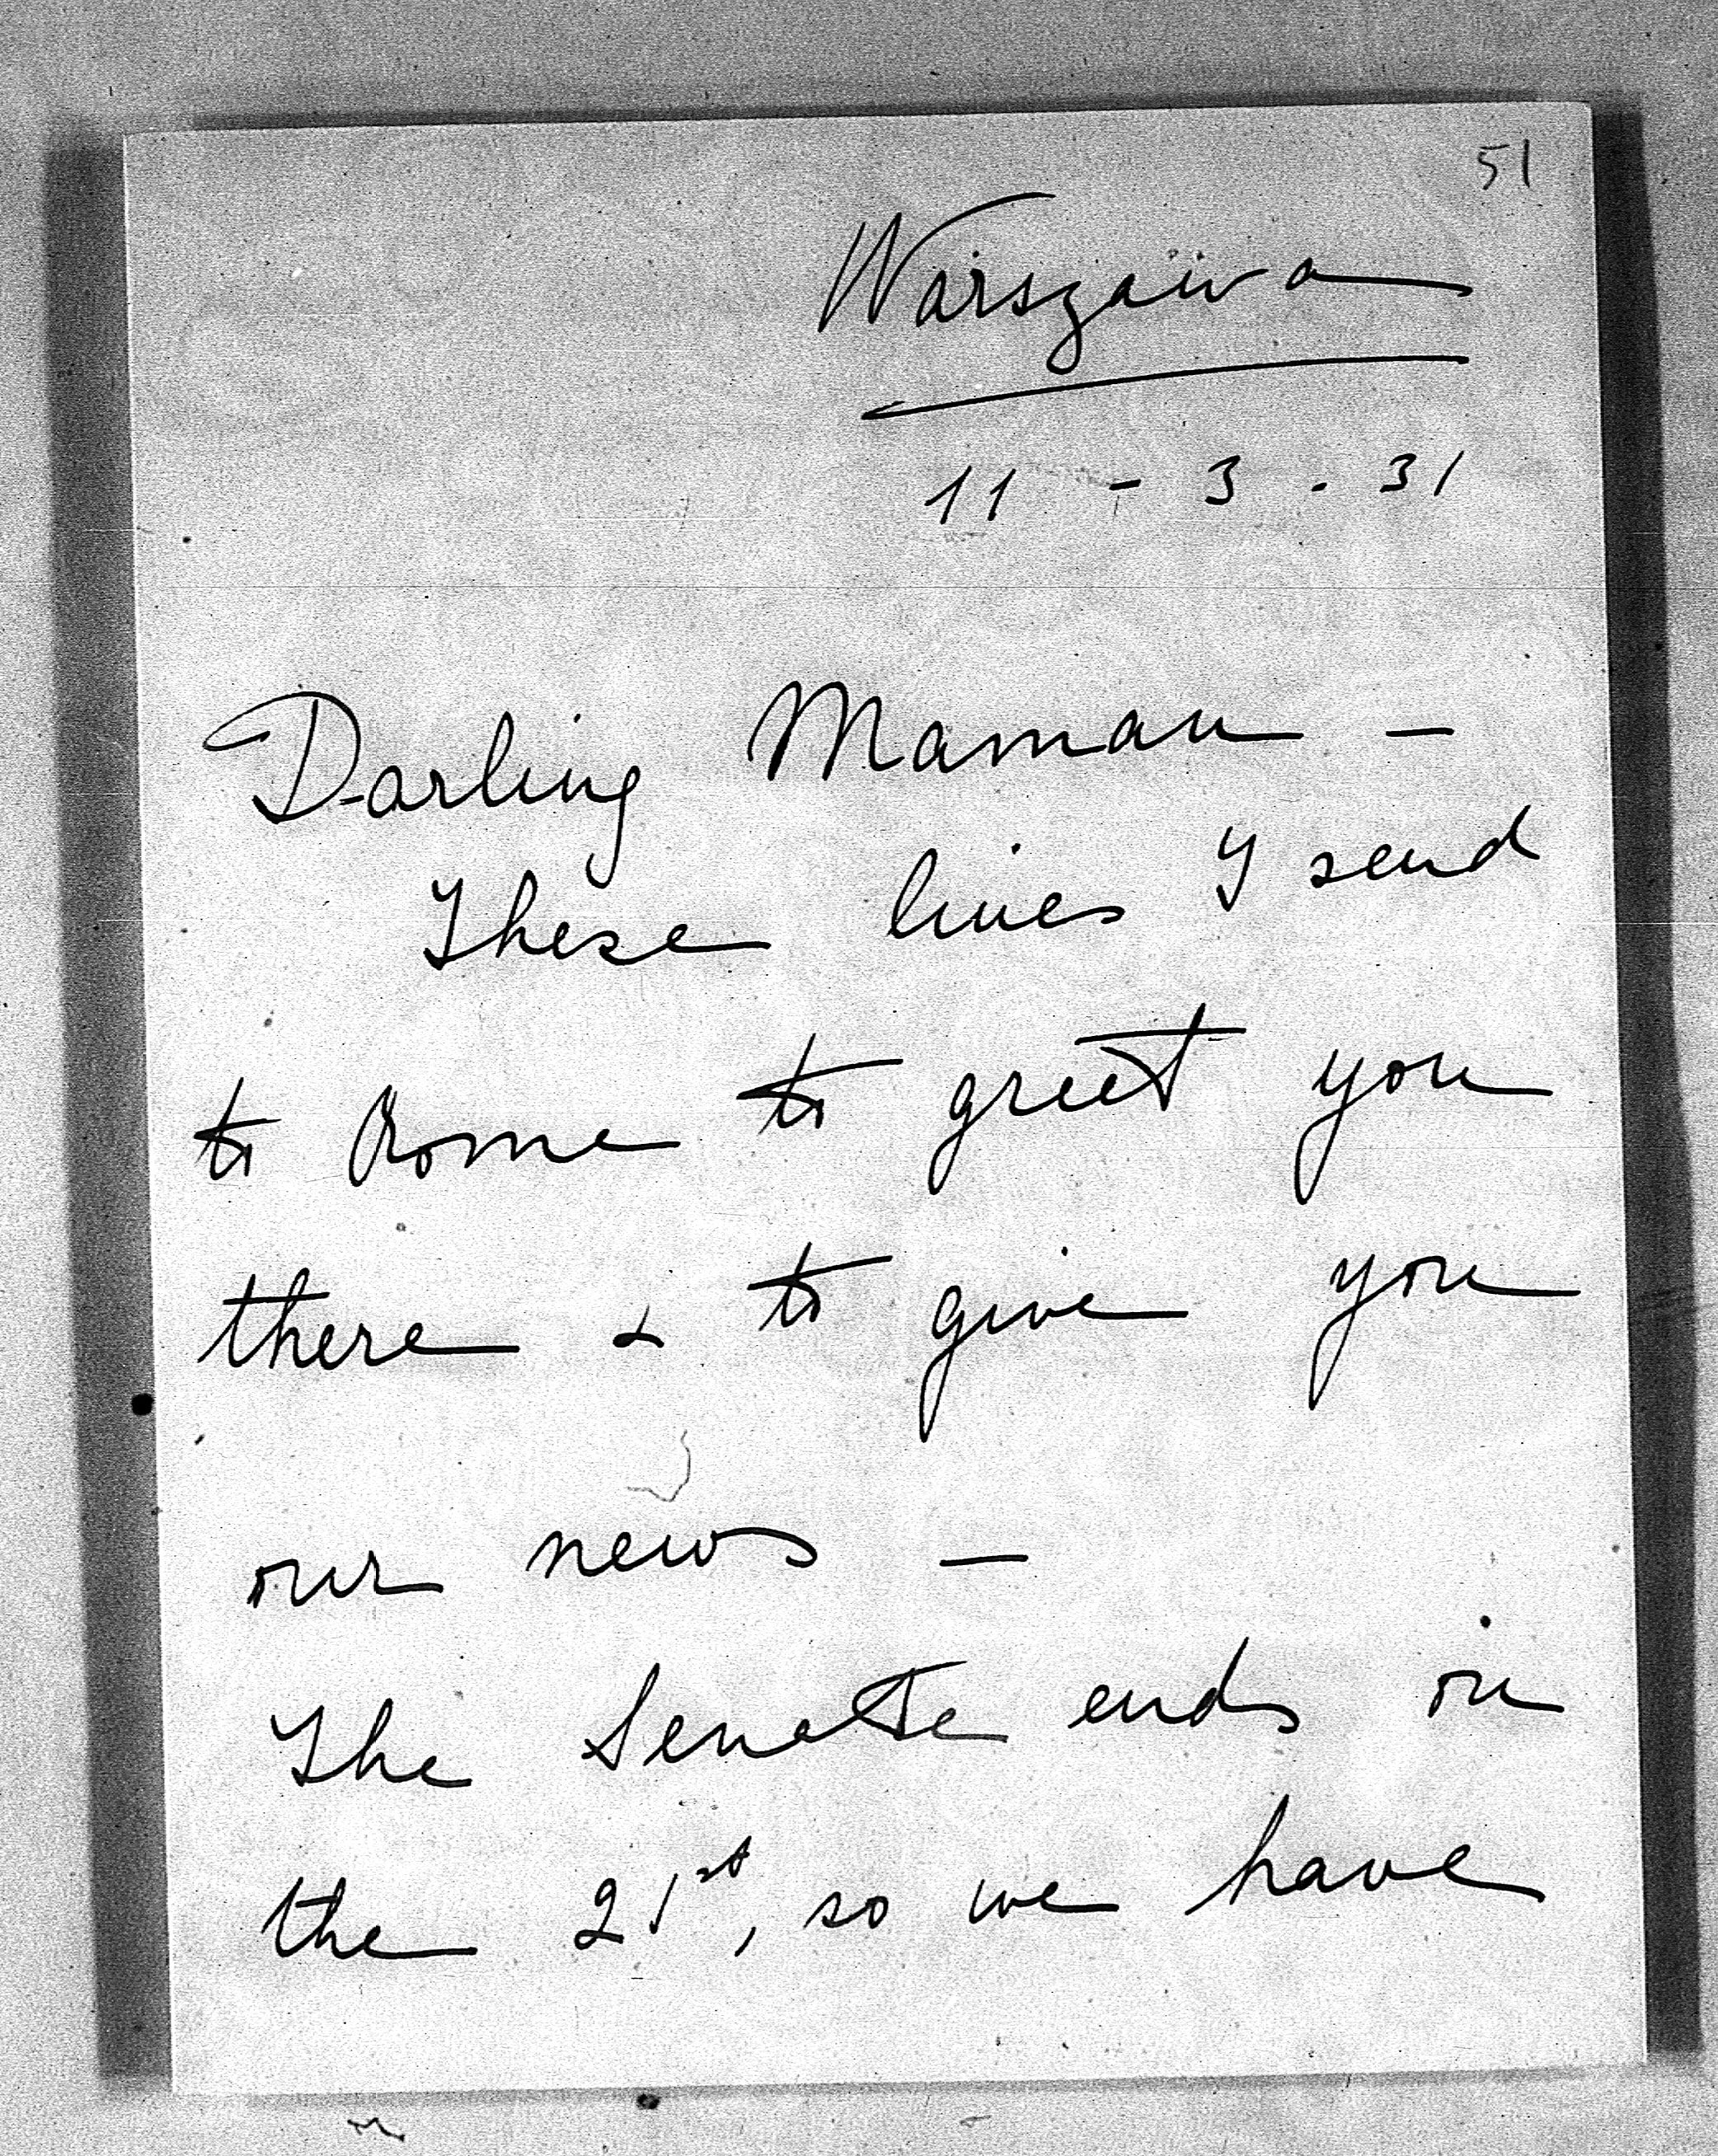 51
Warszawa
11 - 3 . 31
Darling Maman -
These lines I send
to Rome to greet you
there & to give you
our news -
The Senate ends on
the 21st, so we have